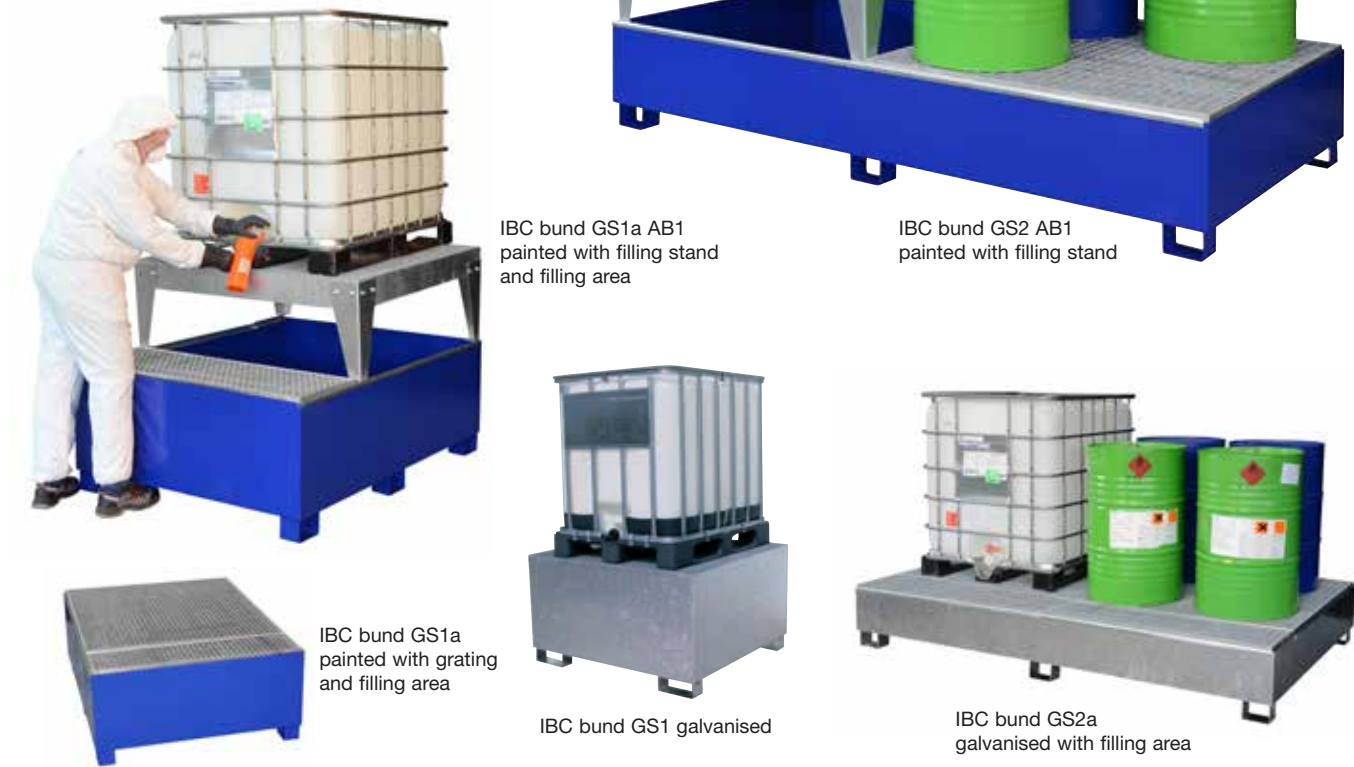 IBC bund GS1a AB1
painted with filling stand
and filling area
IBC bund GS2 AB1
painted with filling stand
IBC bund GS1a
painted with grating
and filling area
IBC bund GS1 galvanised
IBC bund GS2a
galvanised with filling area